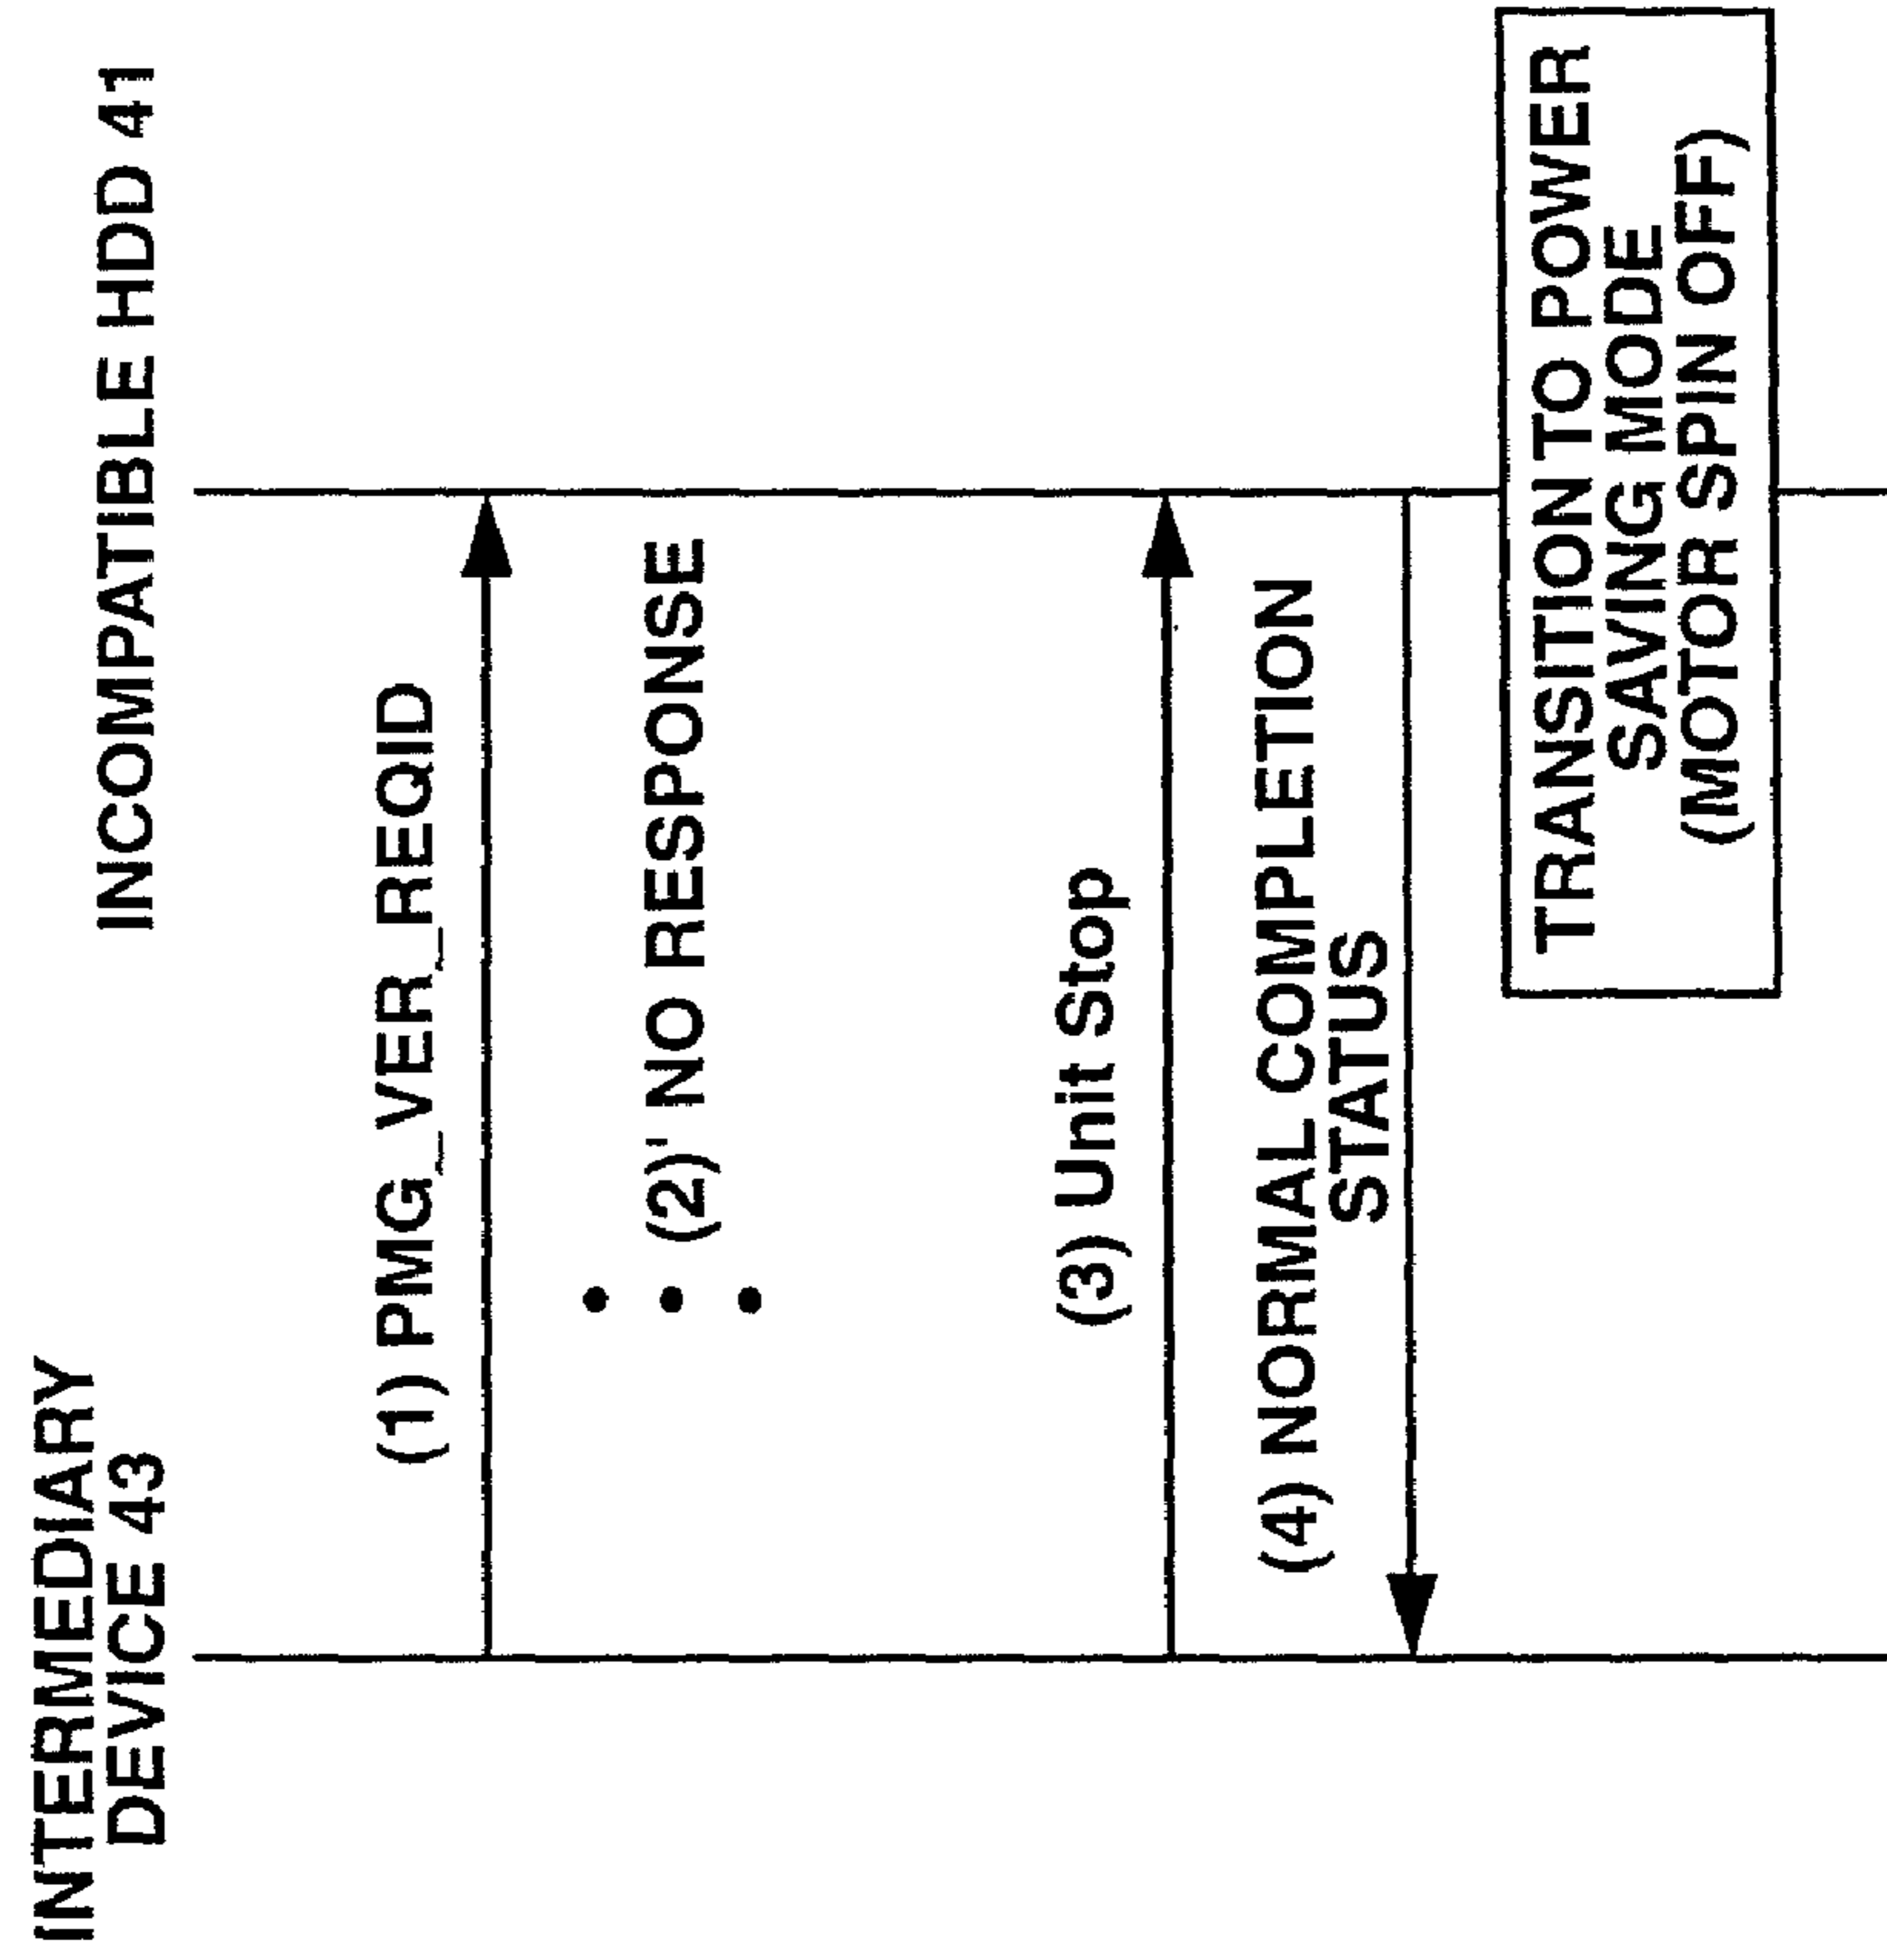 INTERMEDIARY
DEVICE 43
INCOMPATIBLE HDD 41
(1) PMG_VER_REQID
(2)' NO RESPONSE
(3) Unit Stop
(4) NORMAL COMPLETION
STATUS
TRANSITION TO POWER
SAVING MODE
(MOTOR SPIN OFF)